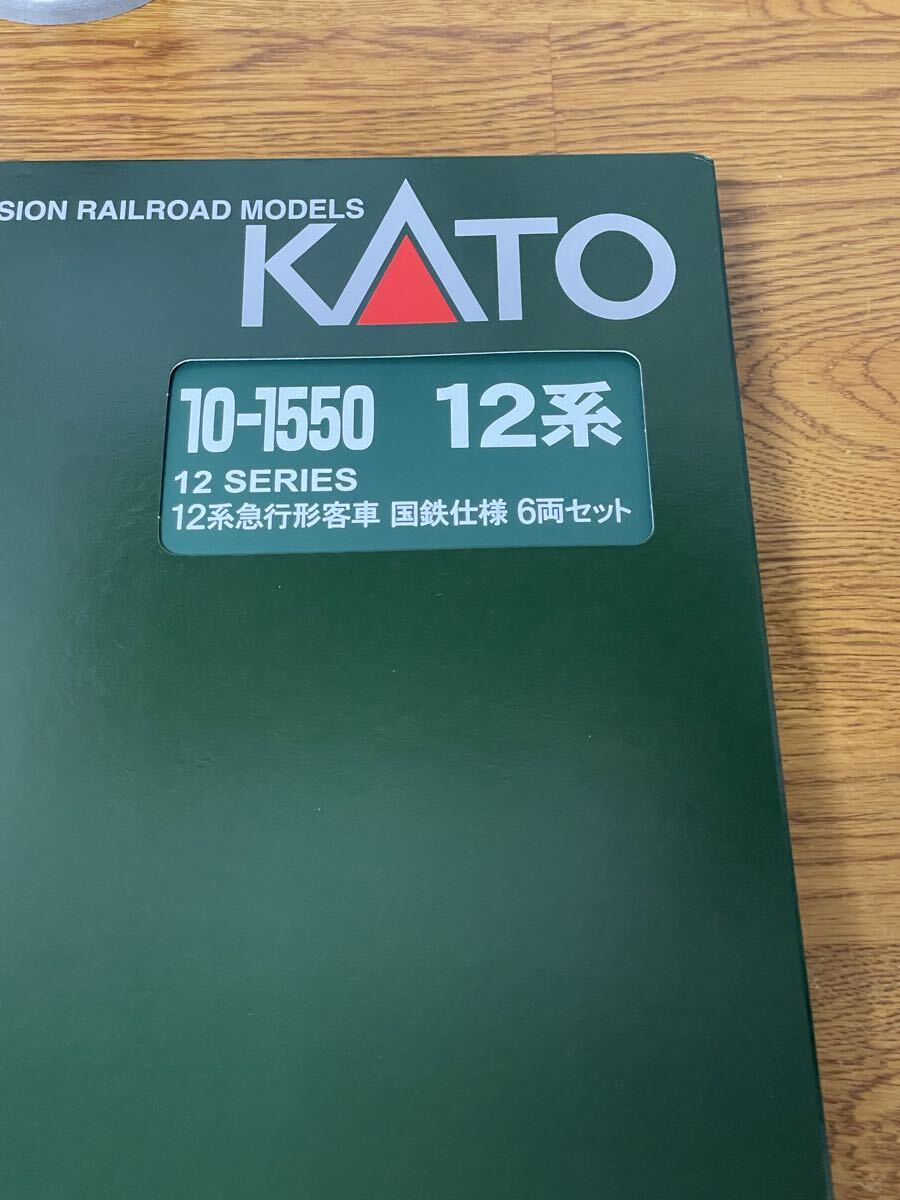 SION RAILROAD MODELS
KATO
10-1550 12系
12 SERIES
12系急行形客車 国鉄仕様 6両セット